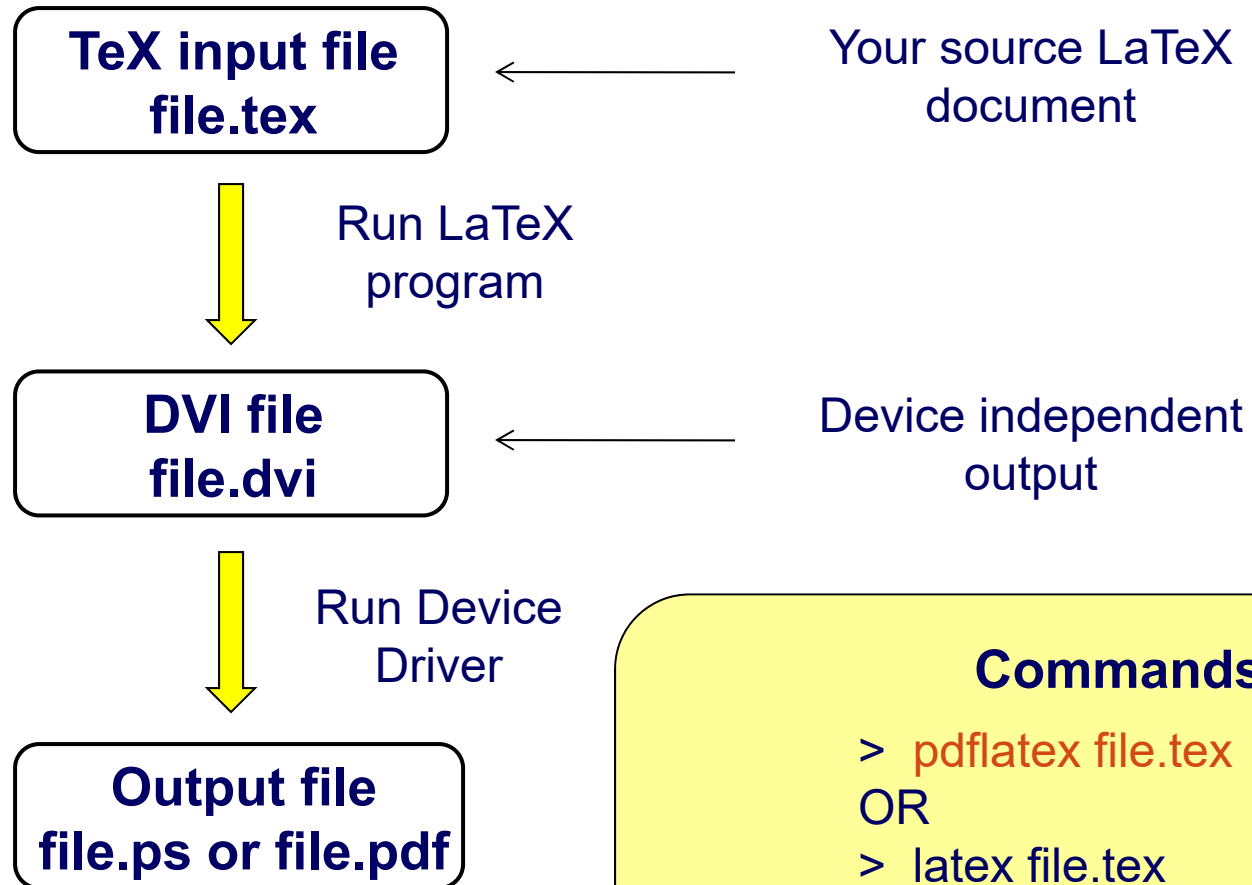 TeX input file
file.tex
Your source LaTeX
document
Run LaTeX
program
DVI file
file.dvi
Device independent
output
Run Device
Driver
Output file
file.ps or file.pdf
Commands
> pdflatex file.tex
OR
> latex file.tex